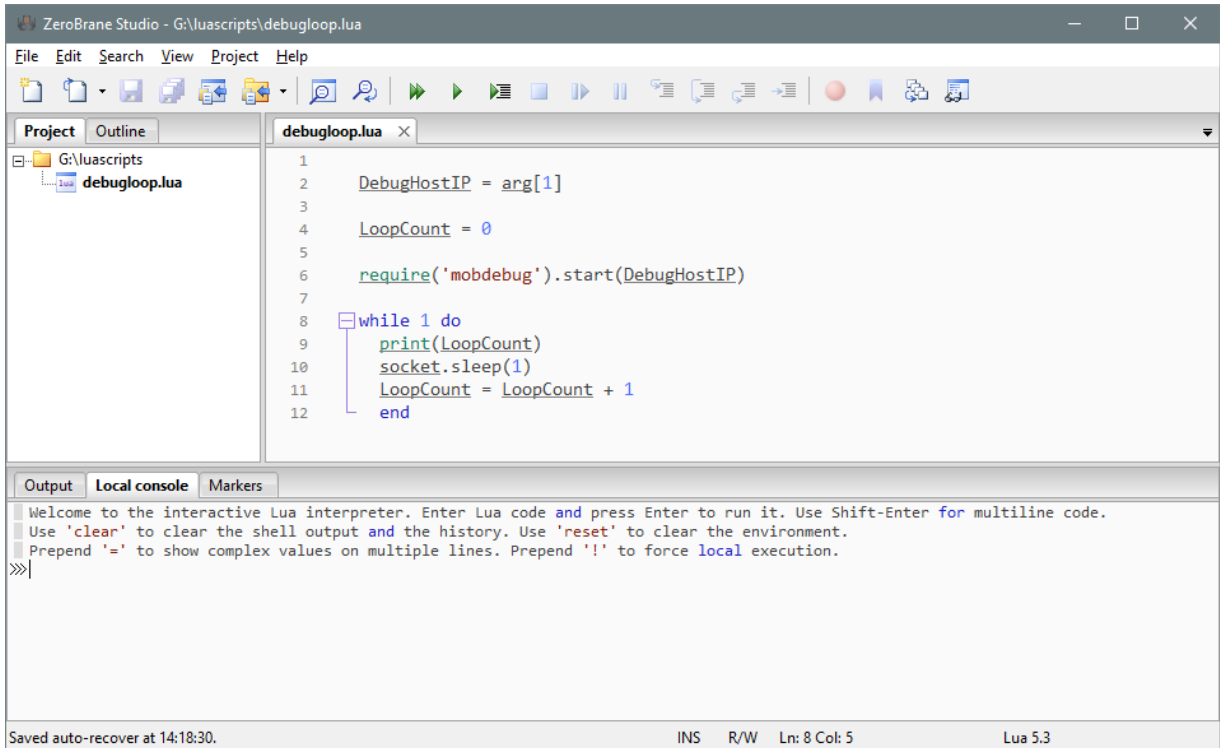 ZeroBrane Studio - G:\luascripts\debugloop.lua
File Edit Search View Project Help
Project Outline
debugloop.lua
G:\luascripts
debugloop.lua
1
2 DebugHostIP = arg[1]
3
4 LoopCount = 0
5
6 require('mobdebug').start(DebugHostIP)
7
8 while 1 do
9 print(LoopCount)
10 socket.sleep(1)
11 LoopCount = LoopCount + 1
12 end
Output Local console Markers
Welcome to the interactive Lua interpreter. Enter Lua code and press Enter to run it. Use Shift-Enter for multiline code.
Use 'clear' to clear the shell output and the history. Use 'reset' to clear the environment.
Prepend '=' to show complex values on multiple lines. Prepend '!' to force local execution.
Saved auto-recover at 14:18:30. INS R/W Ln: 8 Col: 5 Lua 5.3